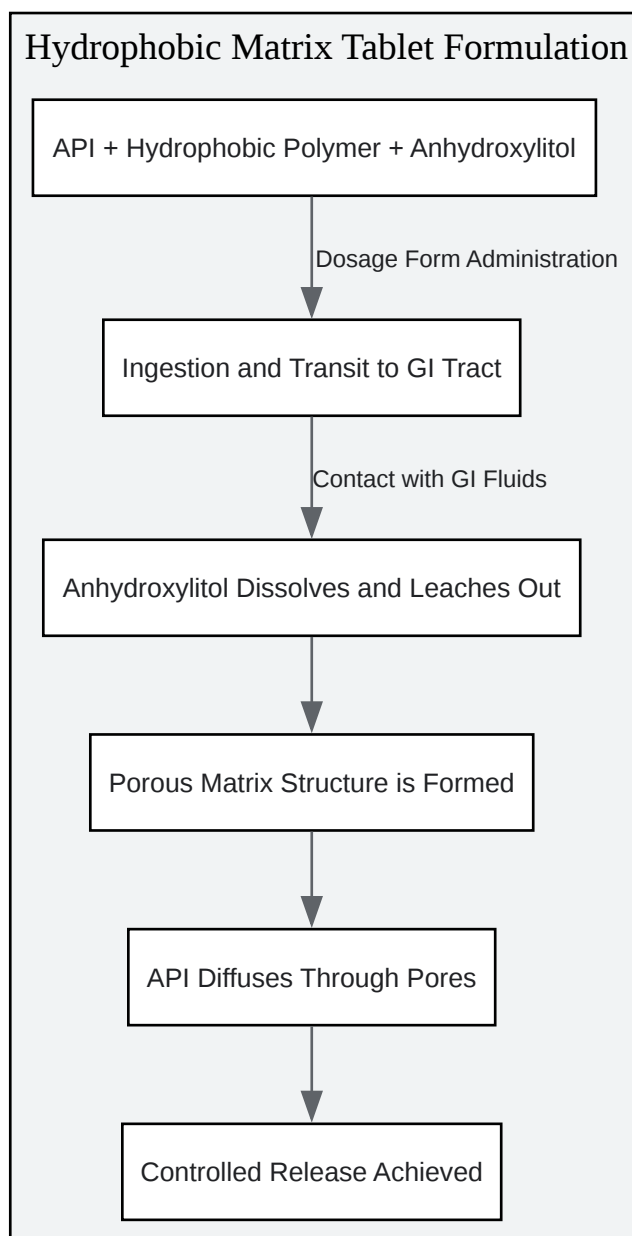 Hydrophobic Matrix Tablet Formulation
API + Hydrophobic Polymer + Anhydroxylitol
Dosage Form Administration
Ingestion and Transit to GI Tract
Contact with GI Fluids
Anhydroxylitol Dissolves and Leaches Out
Porous Matrix Structure is Formed
API Diffuses Through Pores
Controlled Release Achieved